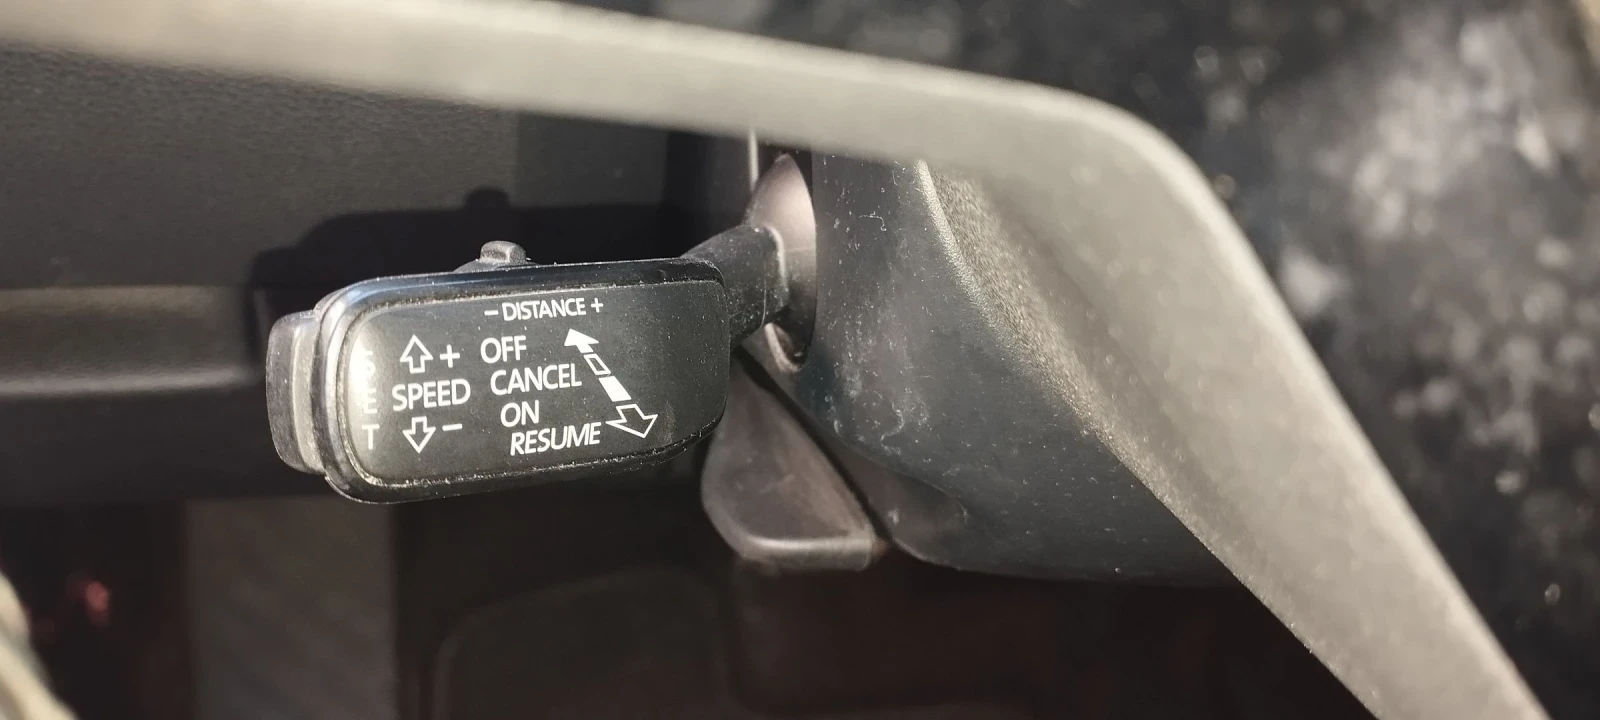 − DISTANCE +
S
E
T
+
SPEED
−
OFF
CANCEL
ON
RESUME